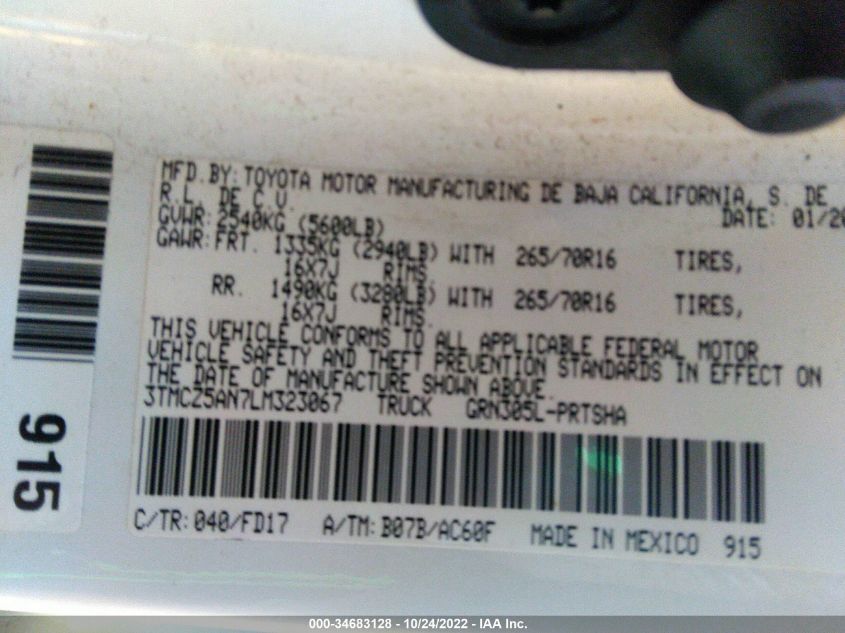 MFD. BY: TOYOTA MOTOR MANUFACTURING DE BAJA CALIFORNIA, S. DE
R.L. DE C.V.
DATE: 01/20
GVWR: 2540KG (5600LB)
GAWR: FRT. 1335KG (2940LB) WITH 265/70R16 TIRES,
16X7J RIMS.
RR. 1490KG (3280LB) WITH 265/70R16 TIRES,
16X7J RIMS.
THIS VEHICLE CONFORMS TO ALL APPLICABLE FEDERAL MOTOR
VEHICLE SAFETY AND THEFT PREVENTION STANDARDS IN EFFECT ON
THE DATE OF MANUFACTURE SHOWN ABOVE.
3TMCZ5AN7LM323067 TRUCK GRN305L-PRTSHA
C/TR: 040/FD17 A/TM: B07B/AC60F MADE IN MEXICO 915
915
000-34683128 - 10/24/2022 - IAA Inc.